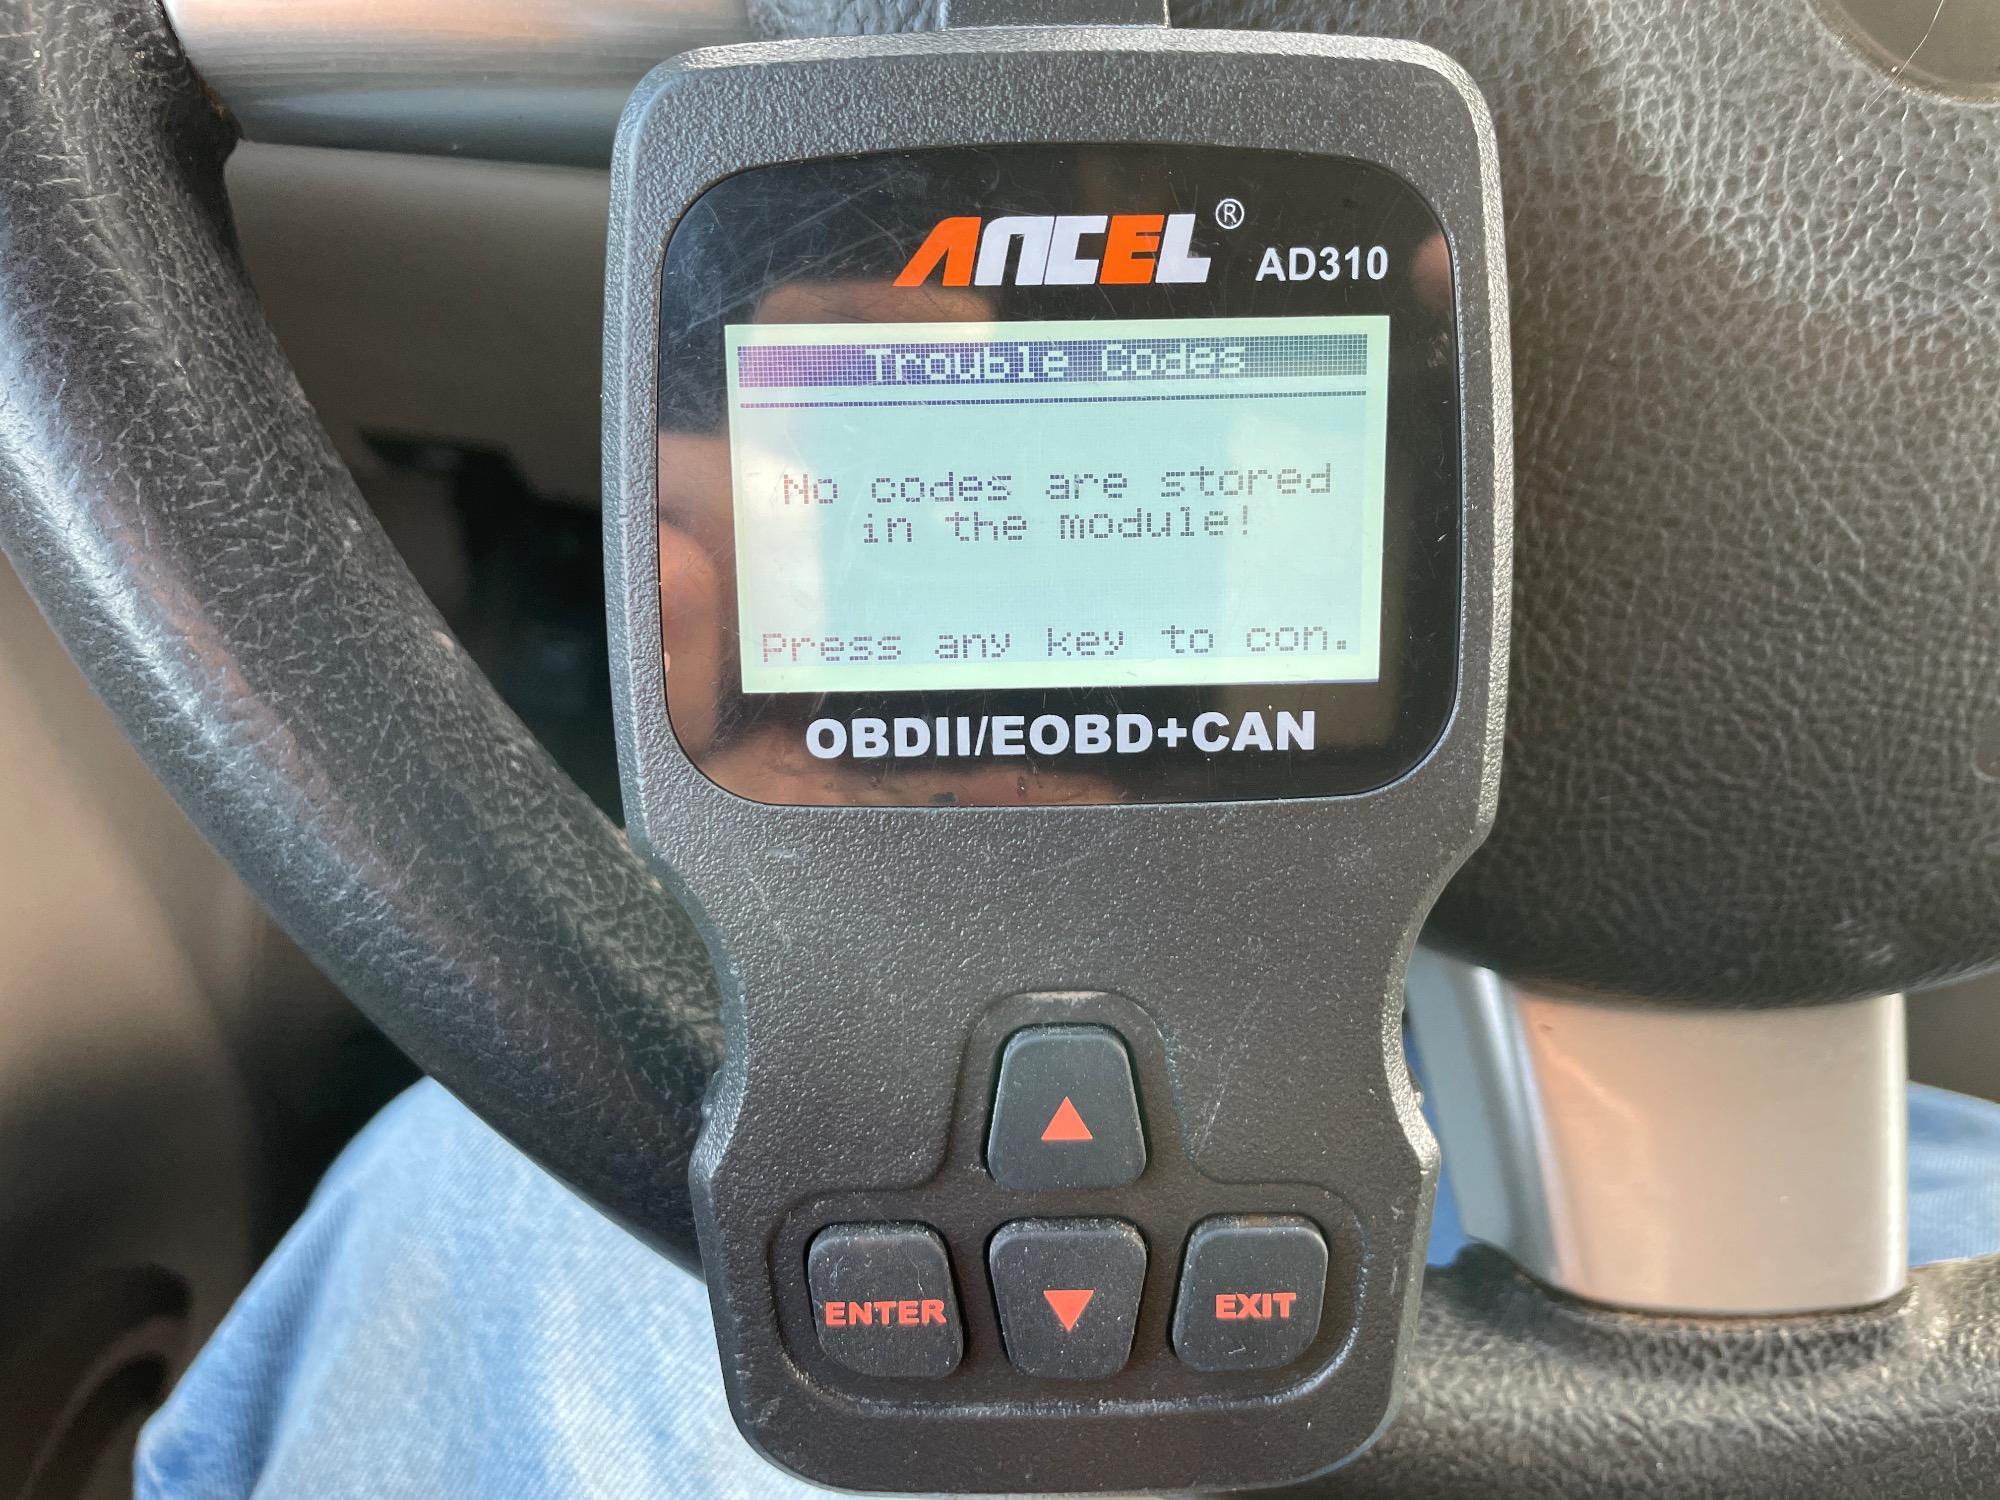 ANCEL® AD310
Trouble Codes
No codes are stored
in the module!
Press any key to con.
OBDII/EOBD+CAN
ENTER
EXIT